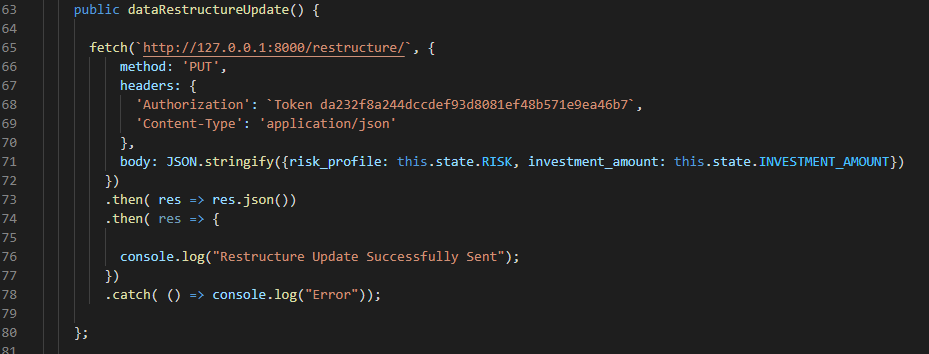 63 public dataRestructureUpdate() {
64
65 fetch(`http://127.0.0.1:8000/restructure/`, {
66 method: 'PUT',
67 headers: {
68 'Authorization': `Token da232f8a244dccdef93d8081ef48b571e9ea46b7`,
69 'Content-Type': 'application/json'
70 },
71 body: JSON.stringify({risk_profile: this.state.RISK, investment_amount: this.state.INVESTMENT_AMOUNT})
72 })
73 .then( res => res.json())
74 .then( res => {
75
76 console.log("Restructure Update Successfully Sent");
77 })
78 .catch( () => console.log("Error"));
79
80 };
81